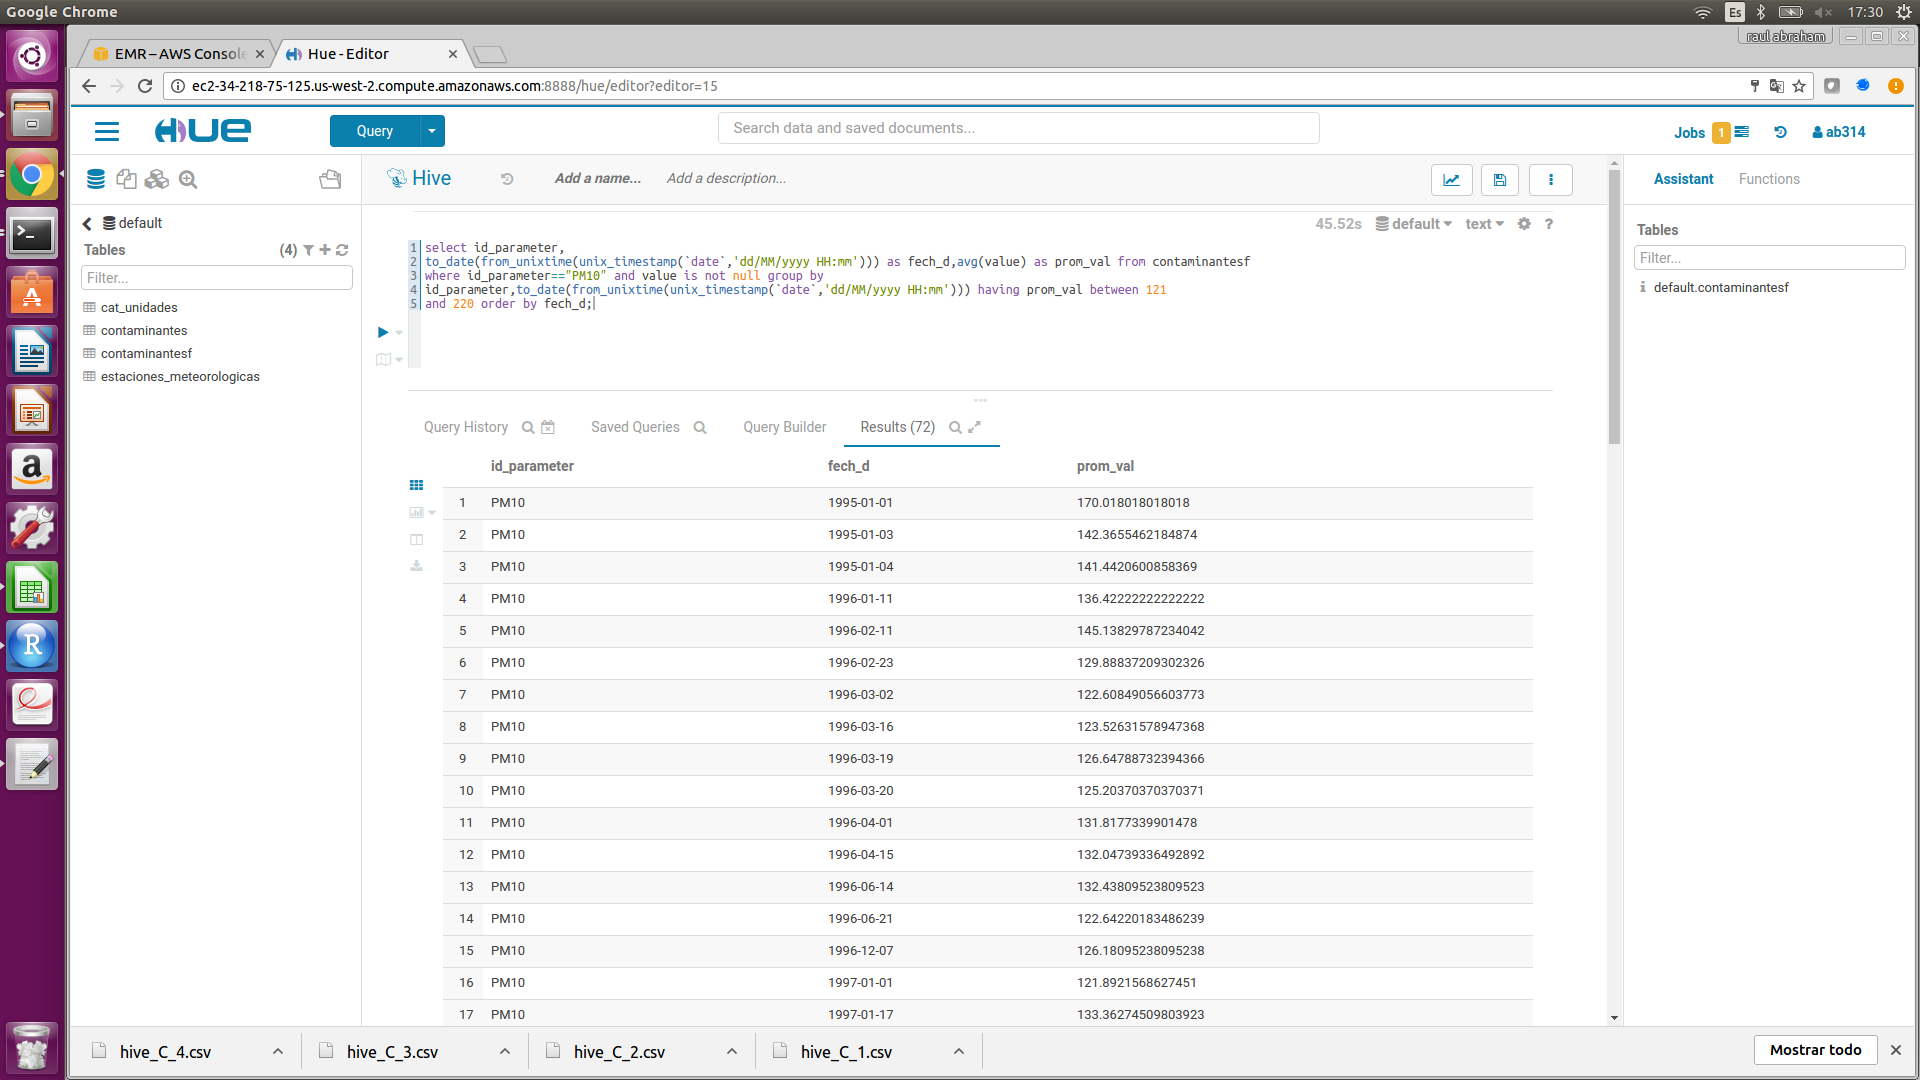 Google Chrome
Es
17:30
raul abraham
EMR – AWS Console
Hue - Editor
ec2-34-218-75-125.us-west-2.compute.amazonaws.com:8888/hue/editor?editor=15
HUE
Query
Search data and saved documents...
Jobs 1
ab314
Hive
Add a name...
Add a description...
Assistant
Functions
default
Tables (4)
Filter...
cat_unidades
contaminantes
contaminantesf
estaciones_meteorologicas
45.52s default text ?
1 select id_parameter,
2 to_date(from_unixtime(unix_timestamp(`date`,'dd/MM/yyyy HH:mm'))) as fech_d,avg(value) as prom_val from contaminantesf
3 where id_parameter=="PM10" and value is not null group by
4 id_parameter,to_date(from_unixtime(unix_timestamp(`date`,'dd/MM/yyyy HH:mm'))) having prom_val between 121
5 and 220 order by fech_d;
Tables
Filter...
default.contaminantesf
Query History
Saved Queries
Query Builder
Results (72)
id_parameter fech_d prom_val
1 PM10 1995-01-01 170.018018018018
2 PM10 1995-01-03 142.3655462184874
3 PM10 1995-01-04 141.4420600858369
4 PM10 1996-01-11 136.42222222222222
5 PM10 1996-02-11 145.13829787234042
6 PM10 1996-02-23 129.88837209302326
7 PM10 1996-03-02 122.60849056603773
8 PM10 1996-03-16 123.52631578947368
9 PM10 1996-03-19 126.64788732394366
10 PM10 1996-03-20 125.20370370370371
11 PM10 1996-04-01 131.8177339901478
12 PM10 1996-04-15 132.04739336492892
13 PM10 1996-06-14 132.43809523809523
14 PM10 1996-06-21 122.64220183486239
15 PM10 1996-12-07 126.18095238095238
16 PM10 1997-01-01 121.8921568627451
17 PM10 1997-01-17 133.36274509803923
hive_C_4.csv
hive_C_3.csv
hive_C_2.csv
hive_C_1.csv
Mostrar todo